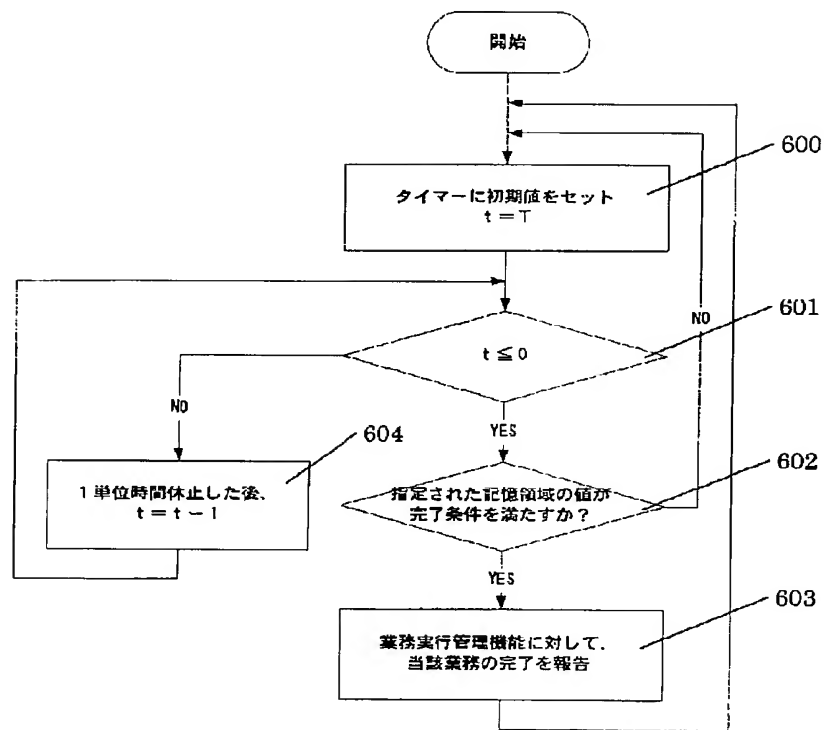 開始
600
タイマーに初期値をセット
t=T
601
t≦0
NO
NO
YES
604
602
1単位時間休止した後、
t=t-1
指定された記憶領域の値が
完了条件を満たすか?
YES
603
業務実行管理機能に対して、
当該業務の完了を報告